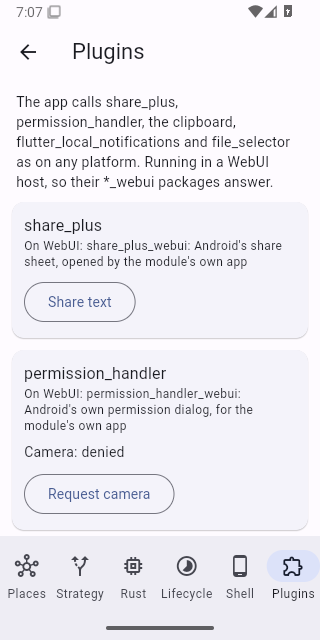 7:07
Plugins
The app calls share_plus,
permission_handler, the clipboard,
flutter_local_notifications and file_selector
as on any platform. Running in a WebUI
host, so their *_webui packages answer.
share_plus
On WebUI: share_plus_webui: Android's share
sheet, opened by the module's own app
Share text
permission_handler
On WebUI: permission_handler_webui:
Android's own permission dialog, for the
module's own app
Camera: denied
Request camera
Places Strategy Rust Lifecycle Shell Plugins